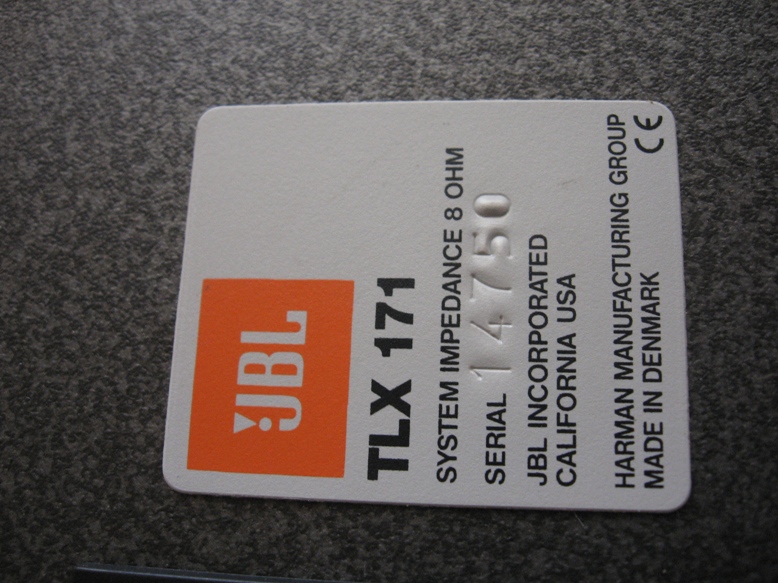 JBL
TLX 171
SYSTEM IMPEDANCE 8 OHM
SERIAL 14750
JBL INCORPORATED
CALIFORNIA USA
HARMAN MANUFACTURING GROUP
MADE IN DENMARK CE